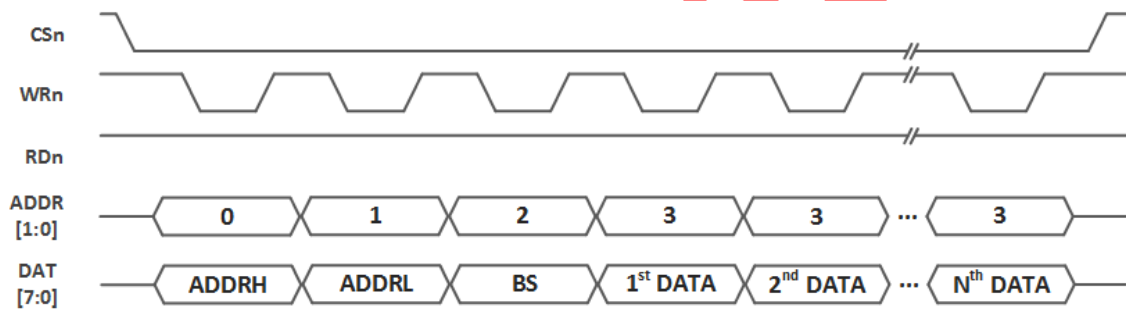 CSn
WRn
RDn
ADDR
[1:0]
0 1 2 3 3 ... 3
DAT
[7:0]
ADDRH ADDRL BS 1st DATA 2nd DATA ... Nth DATA